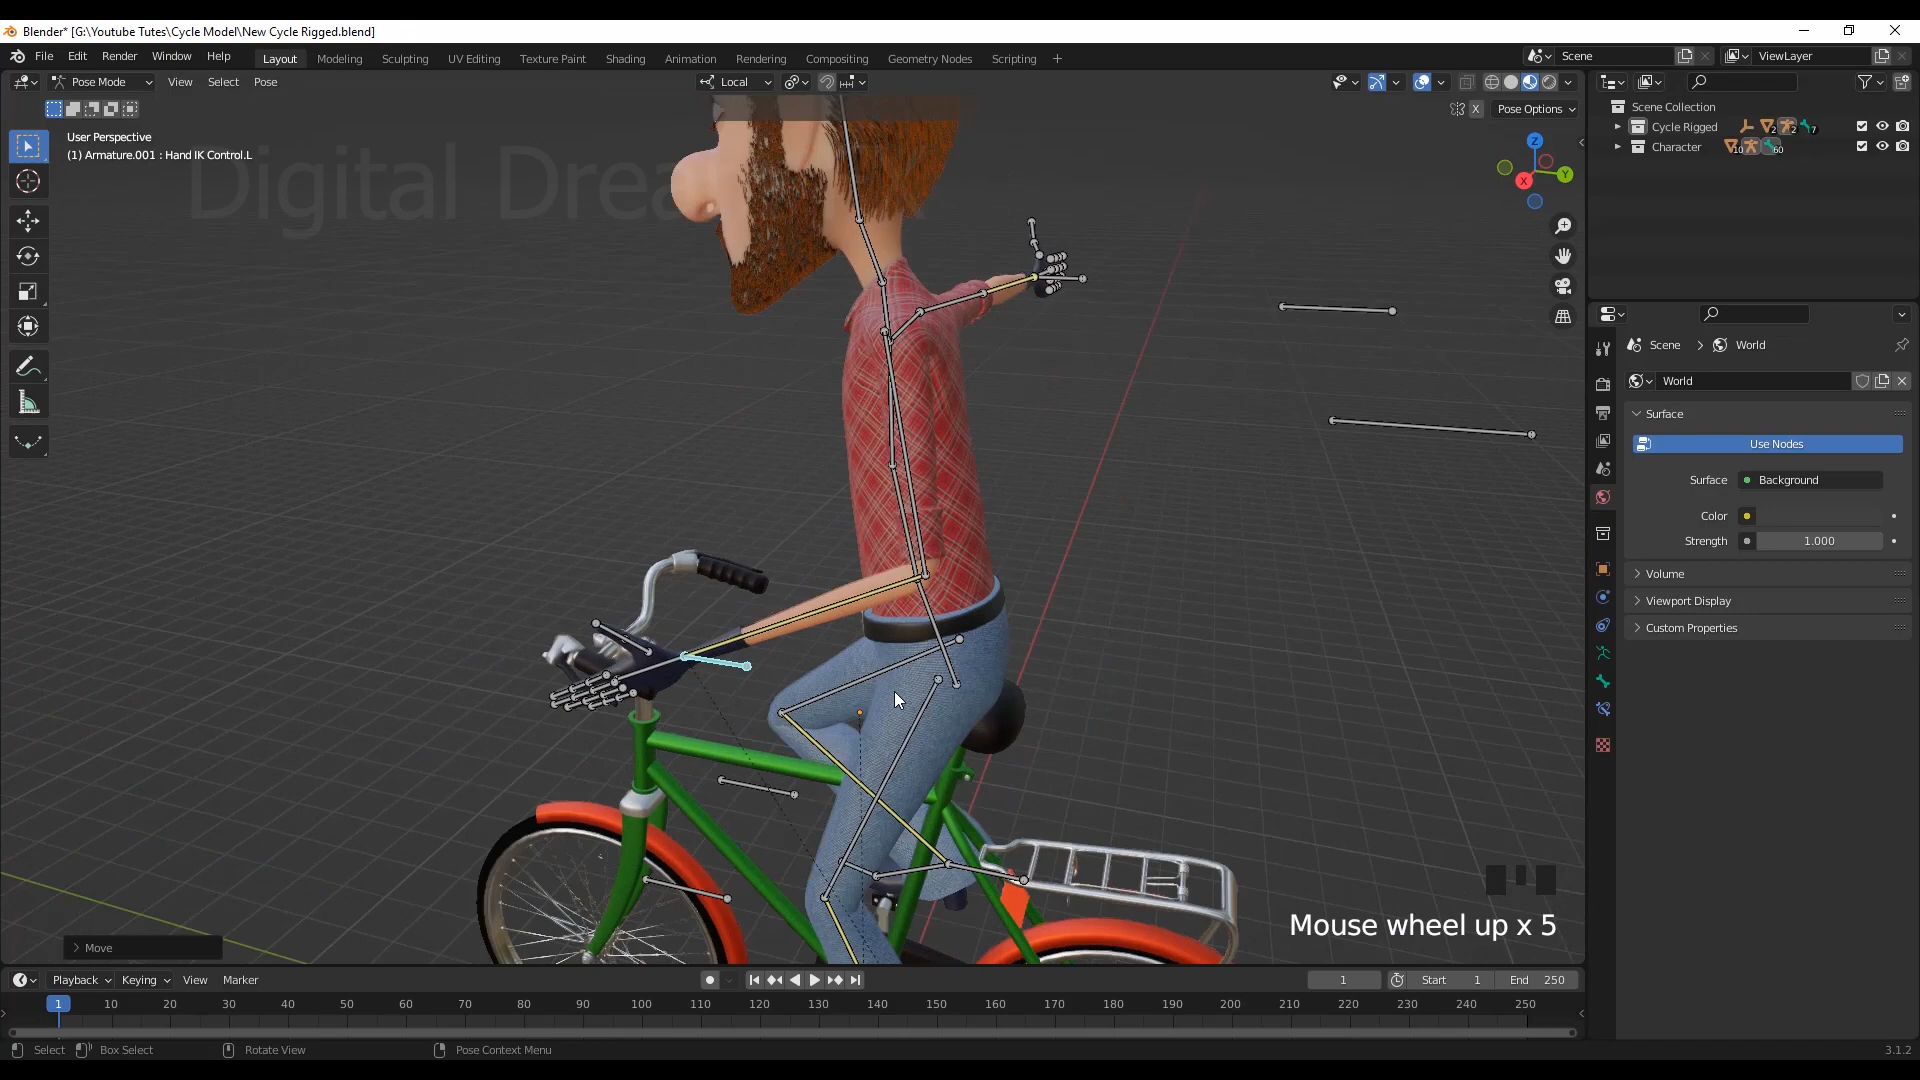 Blender* [G:\Youtube Tutes\Cycle Model\New Cycle Rigged.blend]
File Edit Render Window Help Layout Modeling Sculpting UV Editing Texture Paint Shading Animation Rendering Compositing Geometry Nodes Scripting + Scene ViewLayer
Pose Mode View Select Pose Local
X Pose Options
User Perspective
(1) Armature.001 : Hand IK Control.L
Digital
Z
Y
X
Scene Collection
Cycle Rigged 2 2 7
Character 10 60
Scene > World
World
Surface
Use Nodes
Surface Background
Color
Strength 1.000
Volume
Viewport Display
Custom Properties
Mouse wheel up x 5
Move
Playback Keying View Marker 1 Start 1 End 250
1 10 20 30 40 50 60 70 80 90 100 110 120 130 140 150 160 170 180 190 200 210 220 230 240 250
Select Box Select Rotate View Pose Context Menu 3.1.2